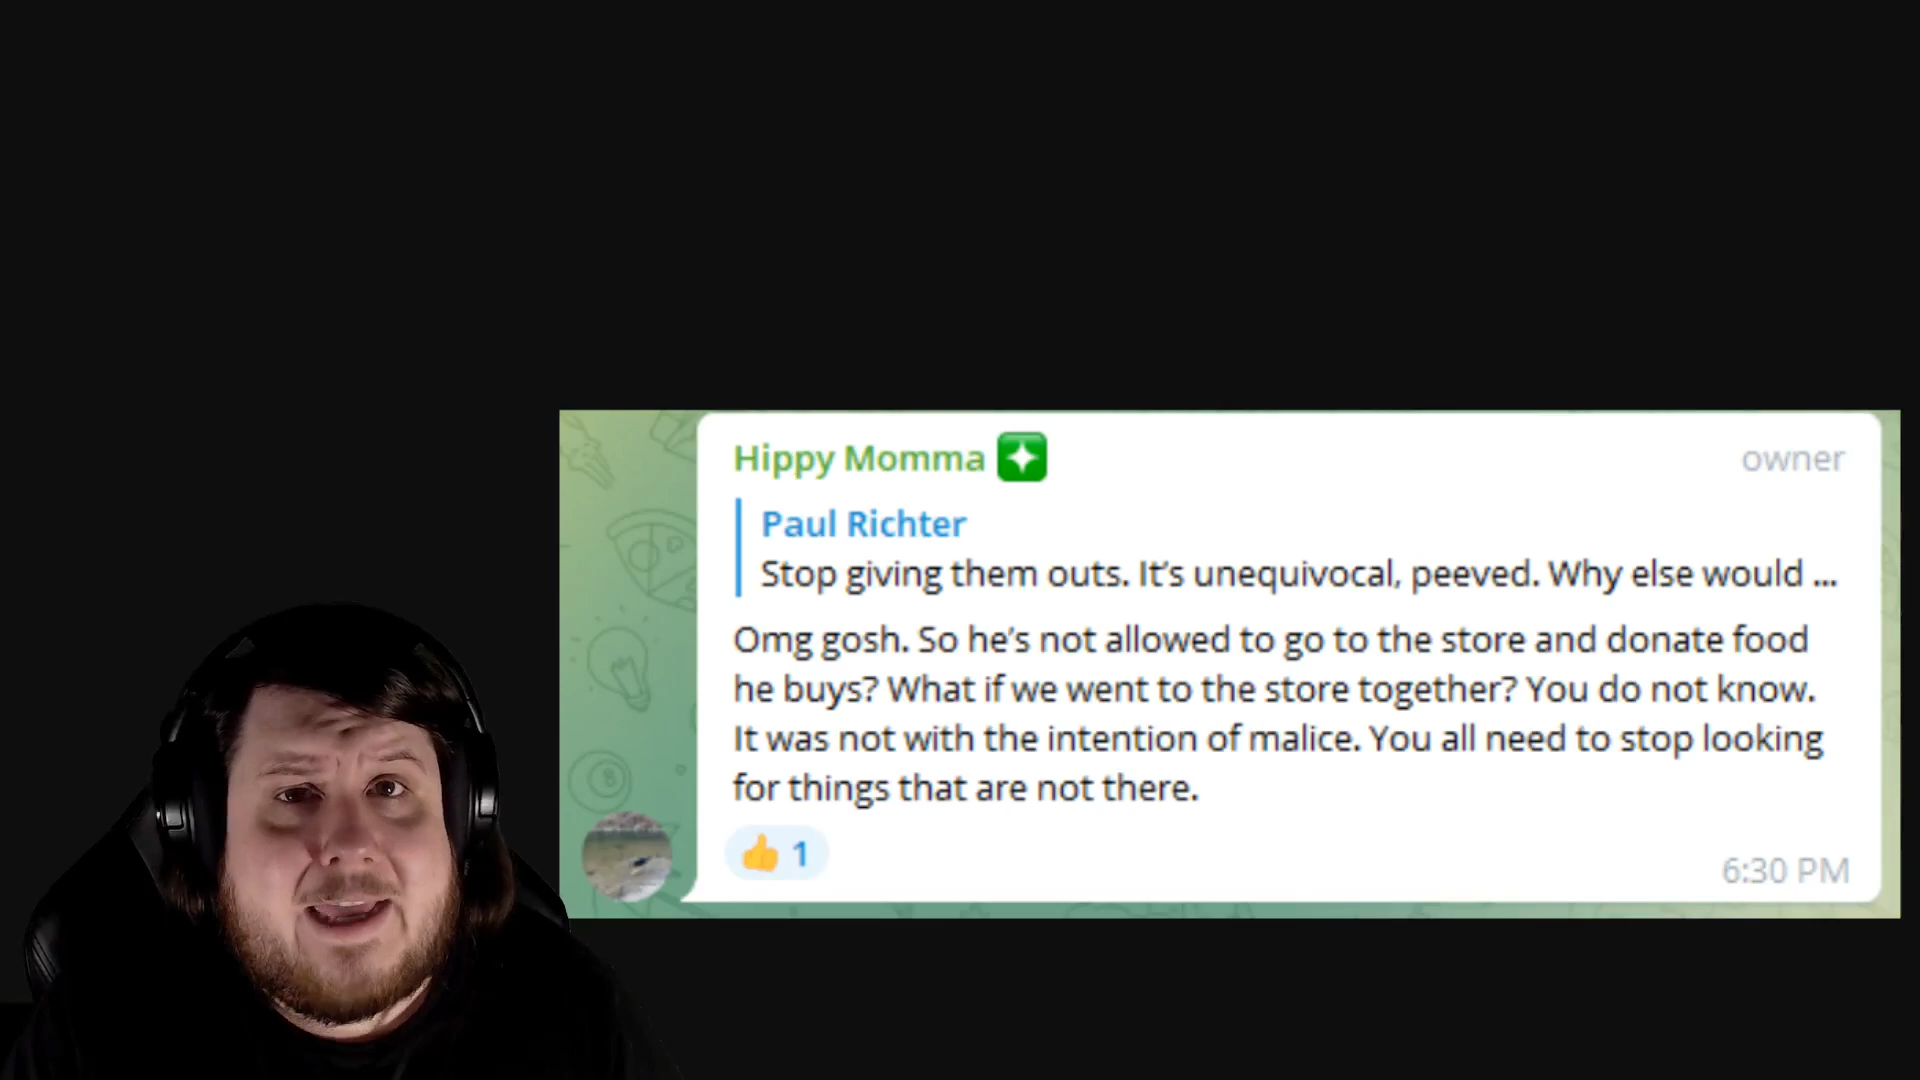 Hippy Momma owner
Paul Richter
Stop giving them outs. It's unequivocal, peeved. Why else would ...
Omg gosh. So he's not allowed to go to the store and donate food
he buys? What if we went to the store together? You do not know.
It was not with the intention of malice. You all need to stop looking
for things that are not there.
👍 1
6:30 PM